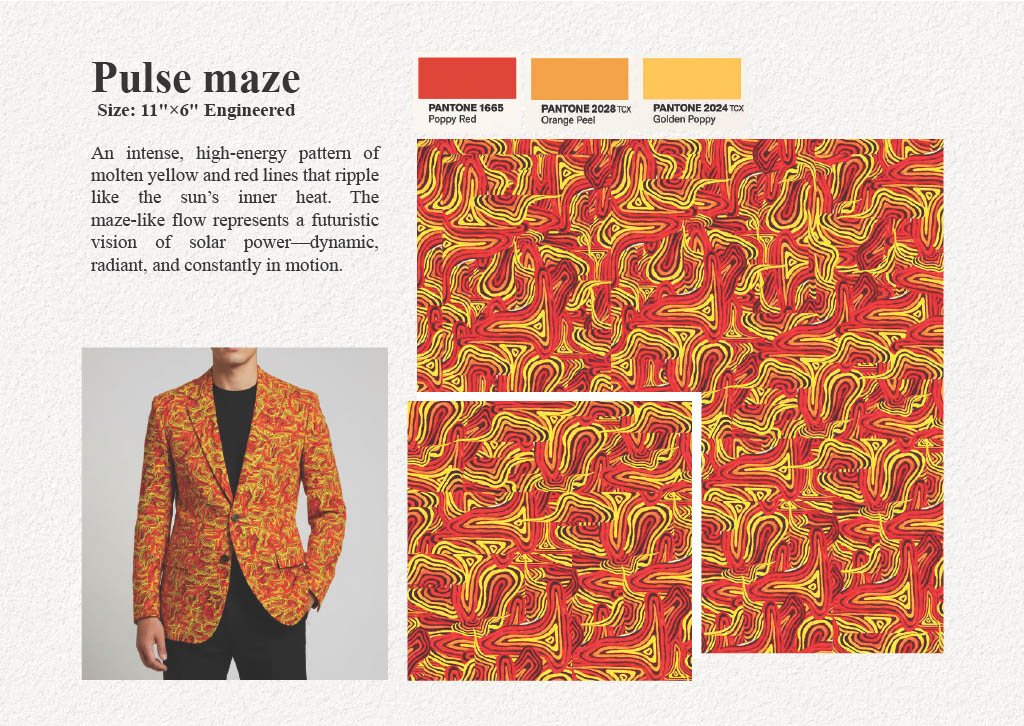 Pulse maze
Size: 11"×6" Engineered
An intense, high-energy pattern of
molten yellow and red lines that ripple
like the sun’s inner heat. The
maze-like flow represents a futuristic
vision of solar power—dynamic,
radiant, and constantly in motion.
PANTONE 1665
Poppy Red
PANTONE 2028 TCX
Orange Peel
PANTONE 2024 TCX
Golden Poppy